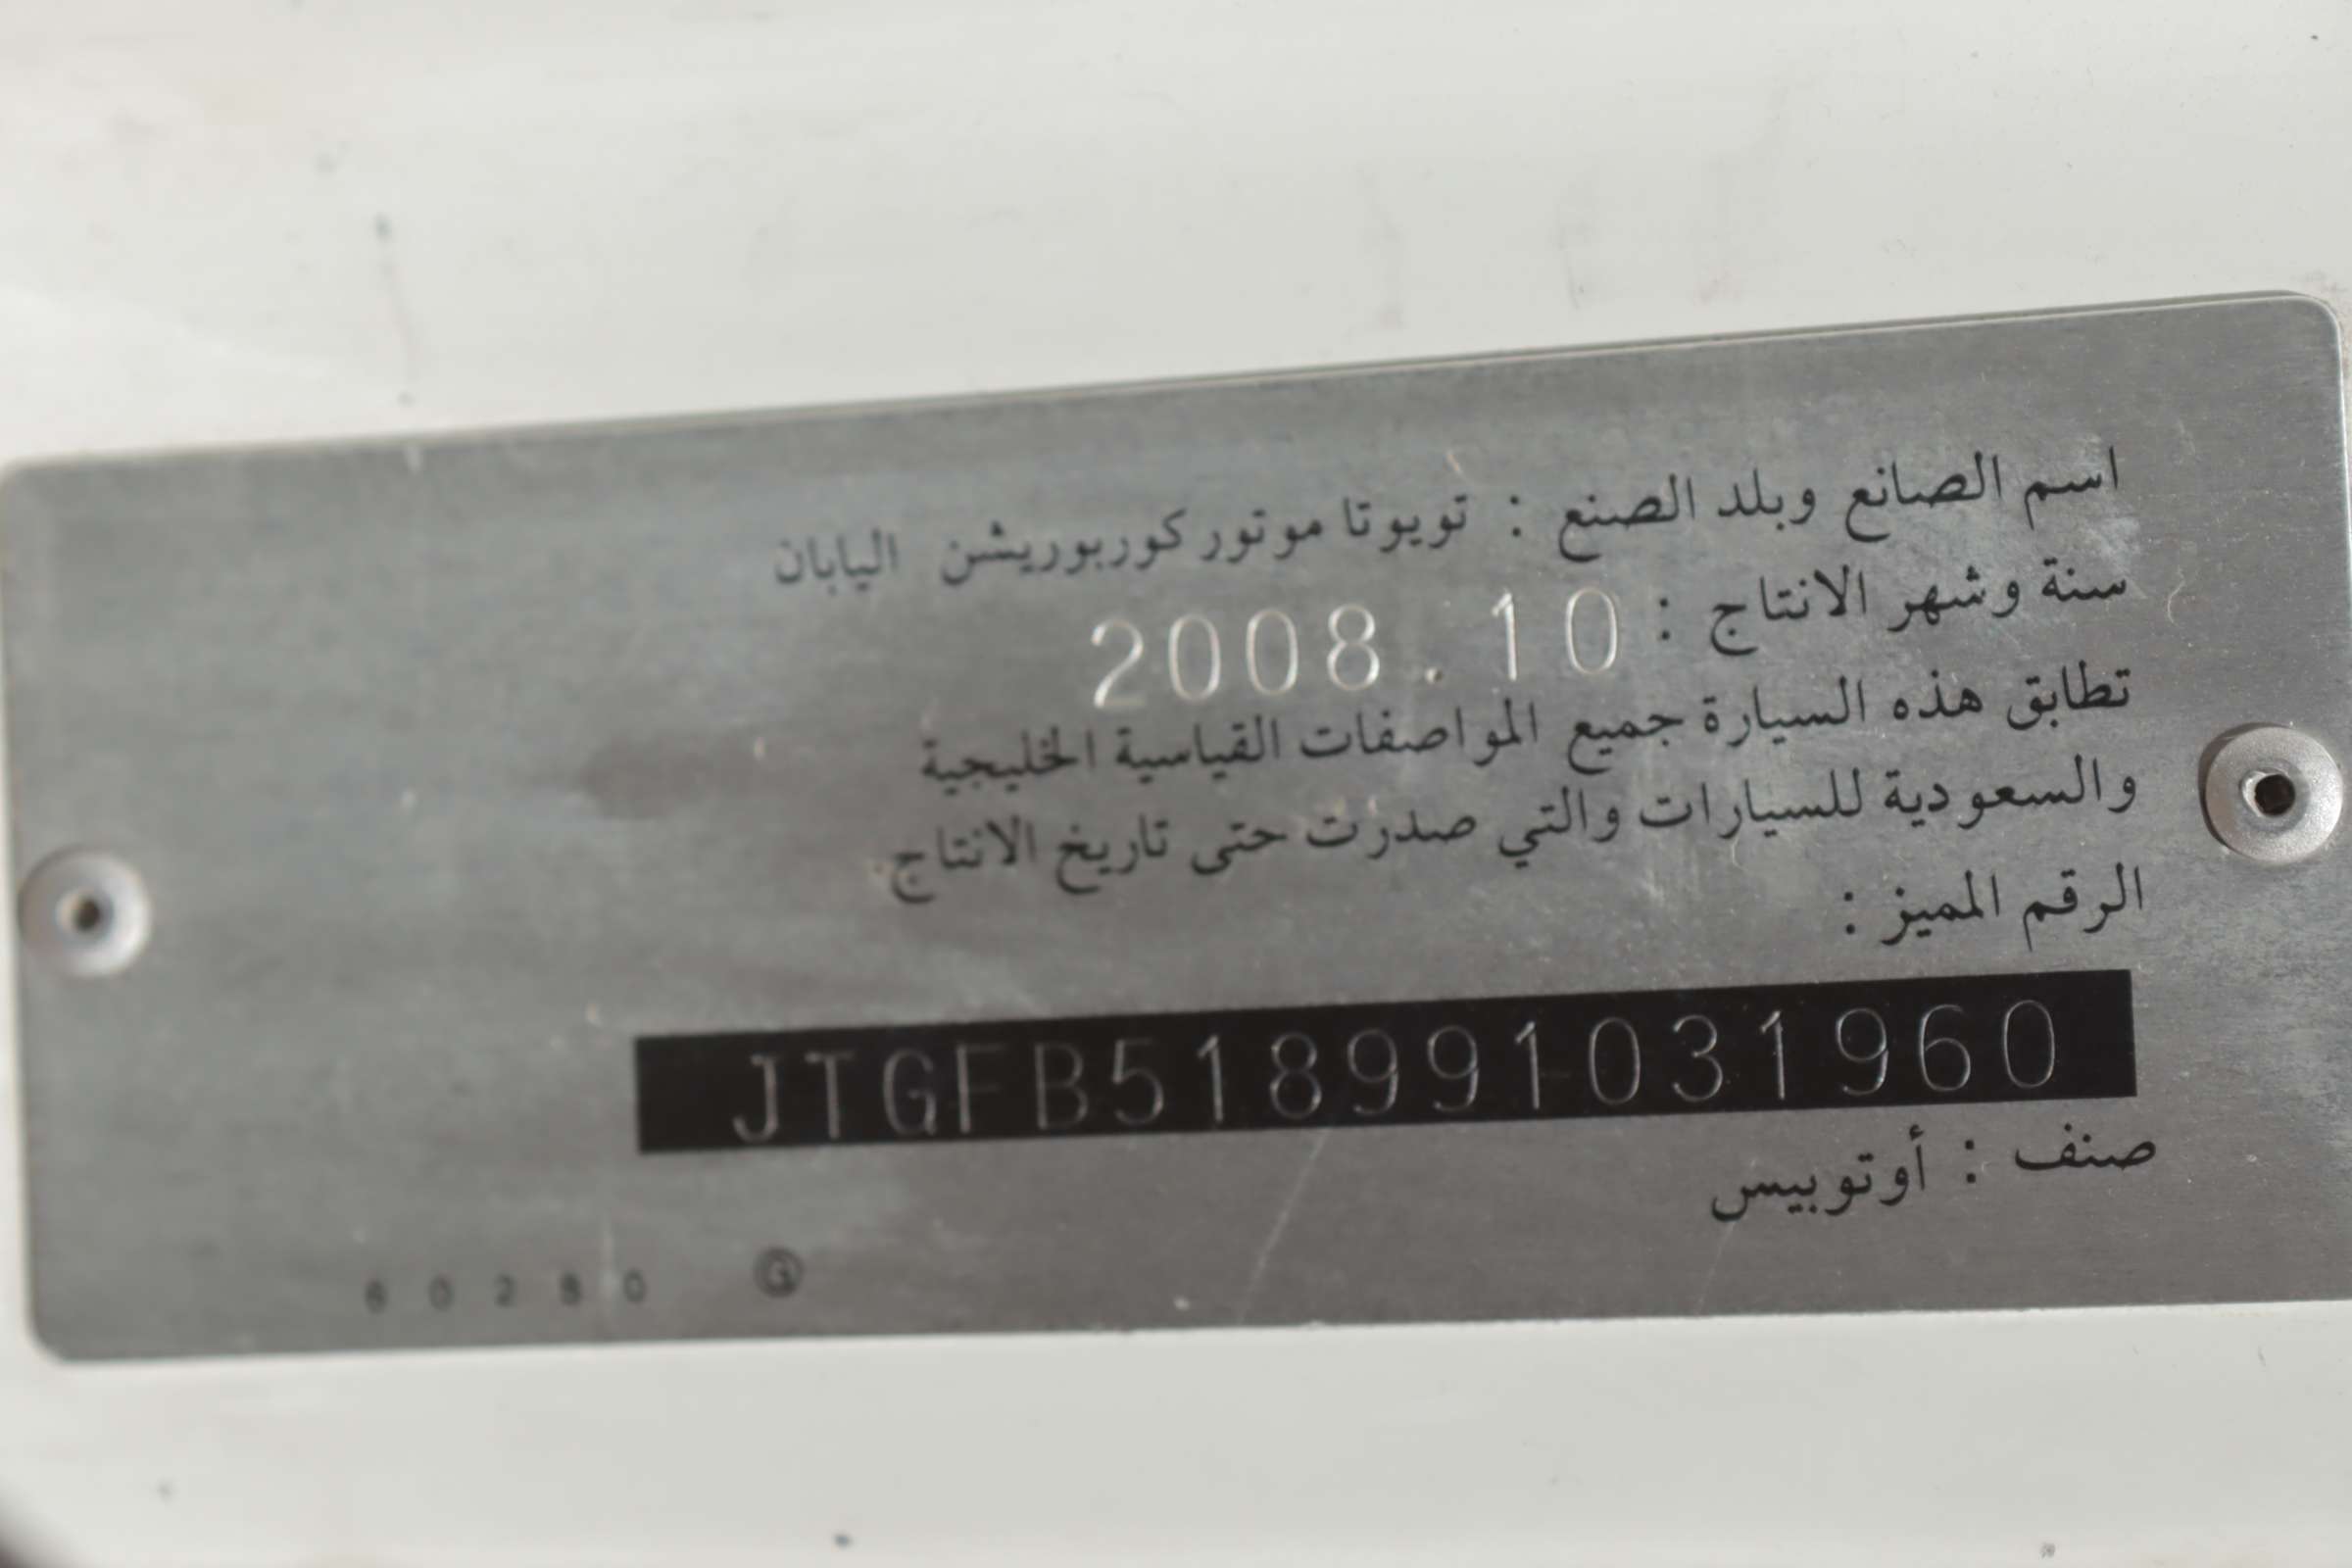 اسم الصانع وبلد الصنع : تويوتا موتور كوربوريشن اليابان
سنة وشهر الانتاج : 2008.10
تطابق هذه السيارة جميع المواصفات القياسية الخليجية
والسعودية للسيارات والتي صدرت حتى تاريخ الانتاج.
الرقم المميز :
JTGFB518991031960
صنف : أوتوبيس
60280 Ⓖ